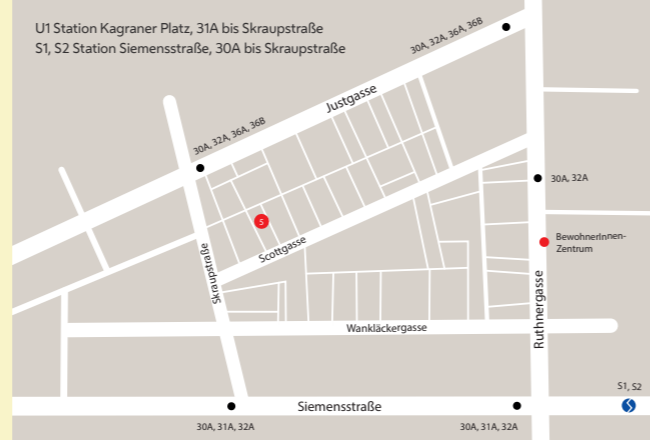 U1 Station Kagraner Platz, 31A bis Skraupstraße
S1, S2 Station Siemensstraße, 30A bis Skraupstraße
30A, 32A, 36A, 36B
Justgasse
30A, 32A, 36A, 36B
30A, 32A
S
BewohnerInnen-
Zentrum
Scottgasse
Skraupstraße
Ruthnergasse
Wankläckergasse
S1, S2
Siemensstraße
30A, 31A, 32A
30A, 31A, 32A